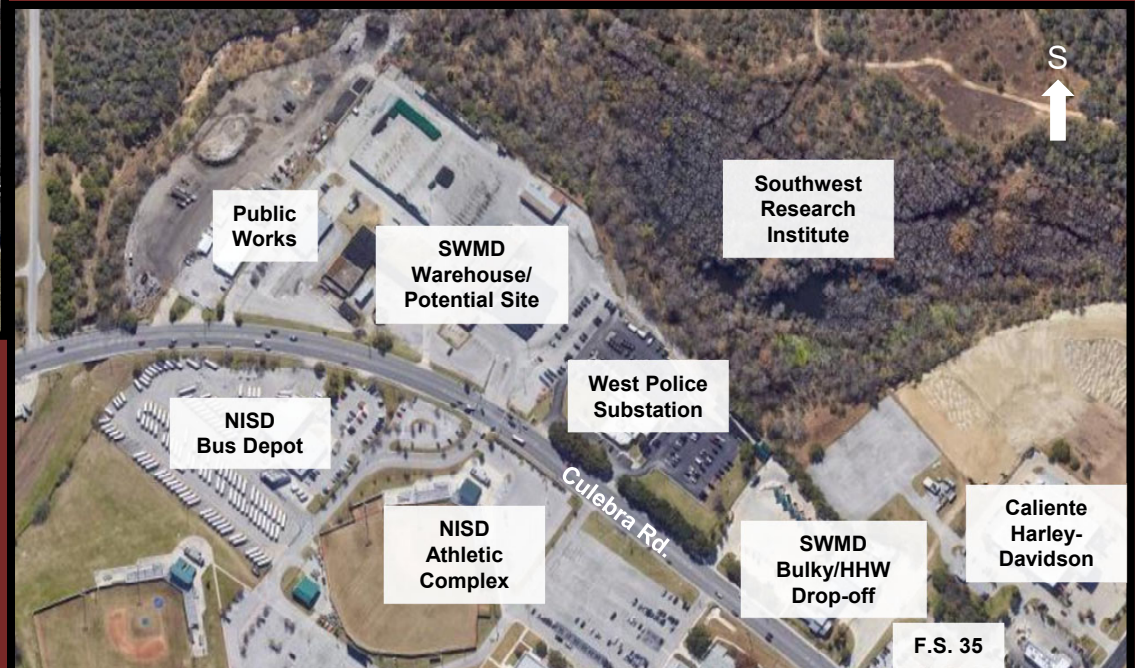 S
Southwest
Research
Institute
Public
Works
SWMD
Warehouse/
Potential Site
West Police
Substation
NISD
Bus Depot
Culebra Rd.
NISD
Athletic
Complex
SWMD
Bulky/HHW
Drop-off
Caliente
Harley-
Davidson
F.S. 35